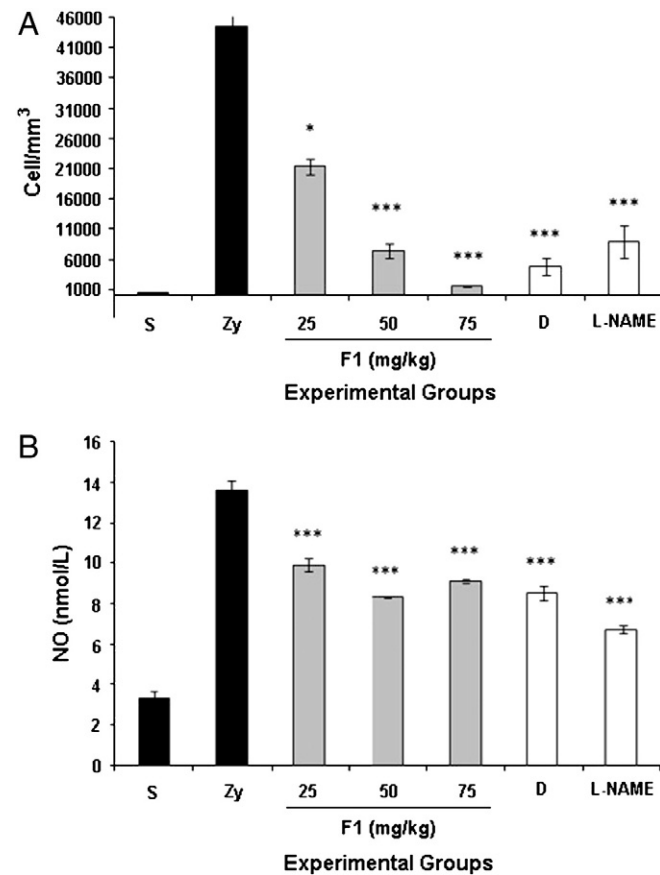 A
Cell/mm3
46000
41000
36000
31000
26000
21000
16000
11000
6000
1000
*
***
***
***
***
S Zy 25 50 75 D L-NAME
F1 (mg/kg)
Experimental Groups
B
NO (nmol/L)
16
14
12
10
8
6
4
2
0
***
***
***
***
***
S Zy 25 50 75 D L-NAME
F1 (mg/kg)
Experimental Groups